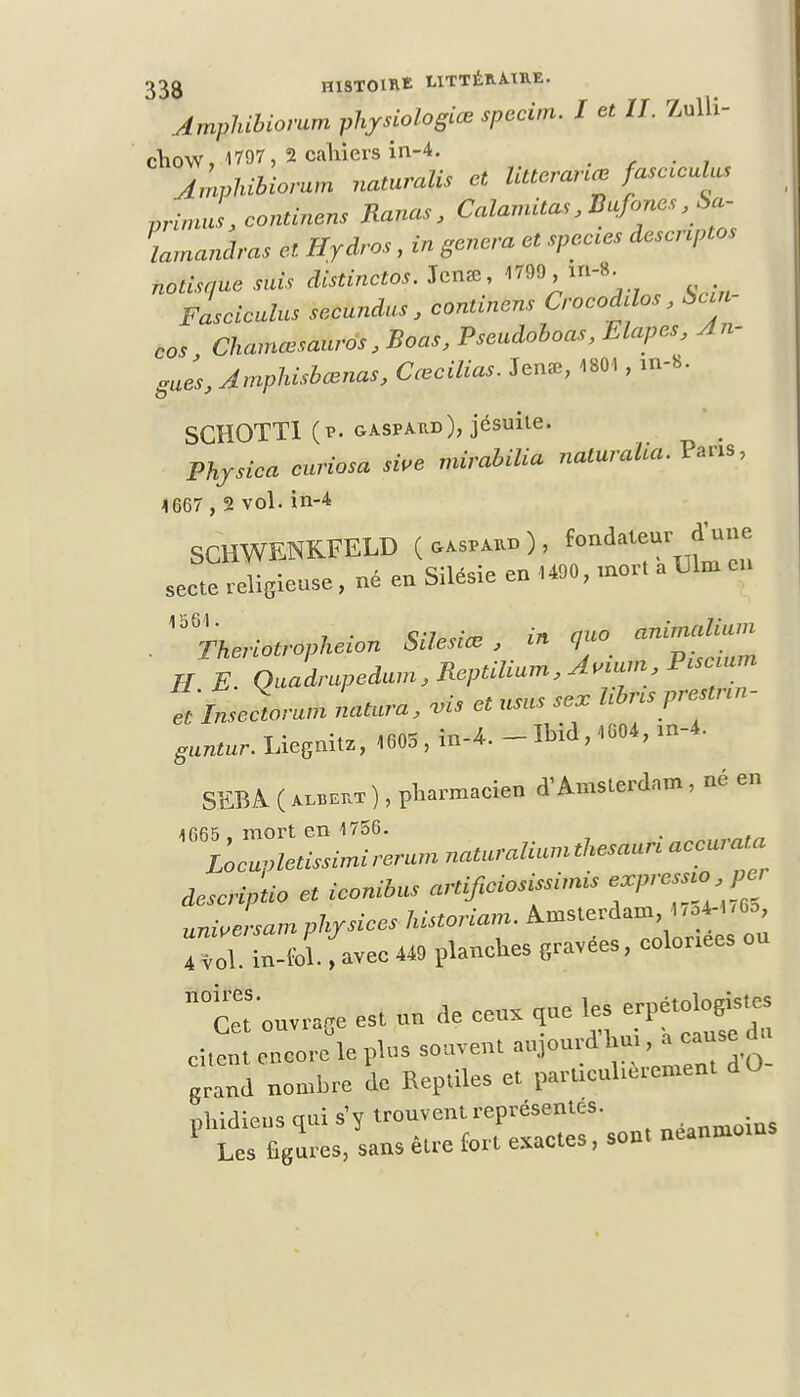 338 HISTOIRE LITTÉRAIRE.
Amphibiorum physiologiæ specim. I et II. Zulli-
chow, 1797, 2 cahiers in-4.
Amphibiorum naturalis et litterariæ fasciculus
primus, continens Ranas, Calamitas, Bufones, Sa-
lamandras et Hydros, in genera et species descriptos
notisque suis distinctos. Jenæ, 1799, in-8.
Fasciculus secundus, continens Crocodilos, Scin-
cos, Chamæsauros, Boas, Pseudoboas, Elapes, An-
gues, Amphisbænas, Cæcilias. Jenæ, 1801, in-8.
SCHOTTI (P. GASPARD), jésuite.
Physica curiosa sive mirabilia naturalia. Paris,
1667, 2 vol. in-4
SCHWENKFELD (GASPARD), fondateur d'une
secte religieuse, né en Silésie en 1490, mort à Ulm en
1561.
Theriotropheion Silesiæ, in quo animalium
H. E. Quadrupedum, Reptilium, Avium, Piscium
et Insectorum natura, vis et usus sex libris prestrin-
guntur. Liegnitz, 1603, in-4. — Ibid, 1604, in-4.
SEBA (ALBERT), pharmacien d'Amsterdam, né en
1665, mort en 1756.
Locupletissimi rerum naturalium thesauri accurata
descriptio et iconibus artificiosissimis expressio, per
universam physices historiam. Amsterdam, 1734-1765,
4 vol. in-fol., avec 449 planches gravées, coloriées ou
noires.
Cet ouvrage est un de ceux que les erpétologistes
citent encore le plus souvent aujourd'hui, à cause du
grand nombre de Reptiles et particulièrement d'O-
phidiens qui s'y trouvent représentés.
Les figures, sans être fort exactes, sont néanmoins